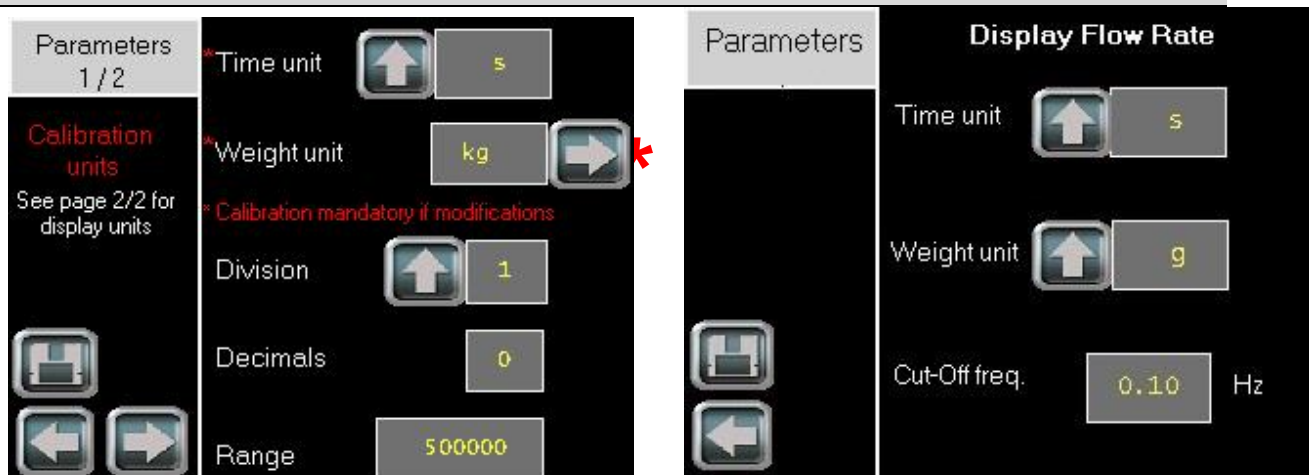 Parameters
1 / 2
Calibration
units
See page 2/2 for
display units
*Time unit
s
*Weight unit
kg
*
* Calibration mandatory if modifications
Division
1
Decimals
0
Range
500000
Parameters
Display Flow Rate
Time unit
s
Weight unit
g
Cut-Off freq.
0.10
Hz